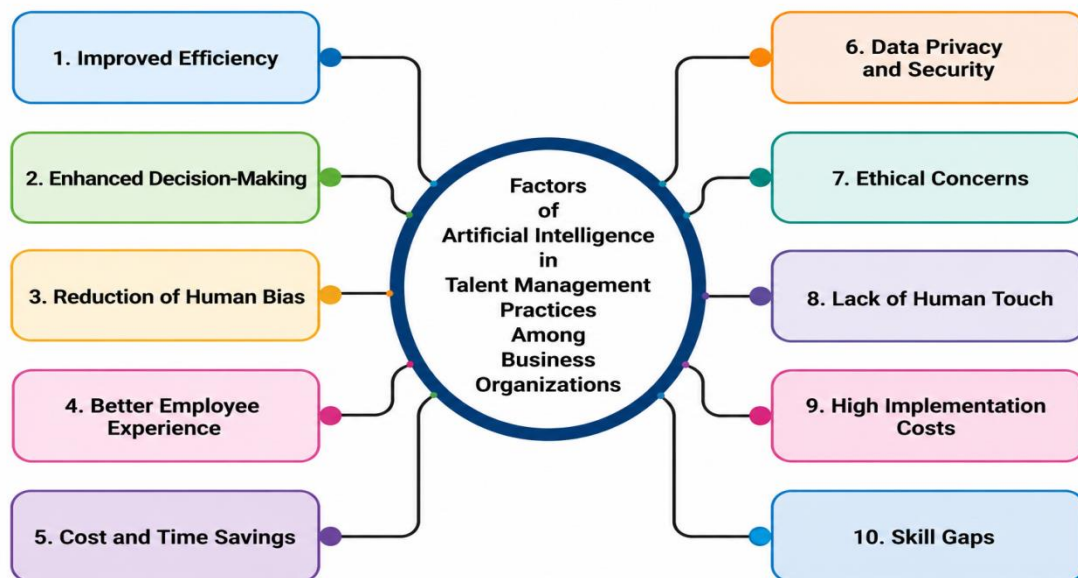 1. Improved Efficiency
2. Enhanced Decision-Making
3. Reduction of Human Bias
4. Better Employee
Experience
5. Cost and Time Savings
Factors
of
Artificial Intelligence
in
Talent Management
Practices
Among
Business
Organizations
6. Data Privacy
and Security
7. Ethical Concerns
8. Lack of Human Touch
9. High Implementation
Costs
10. Skill Gaps